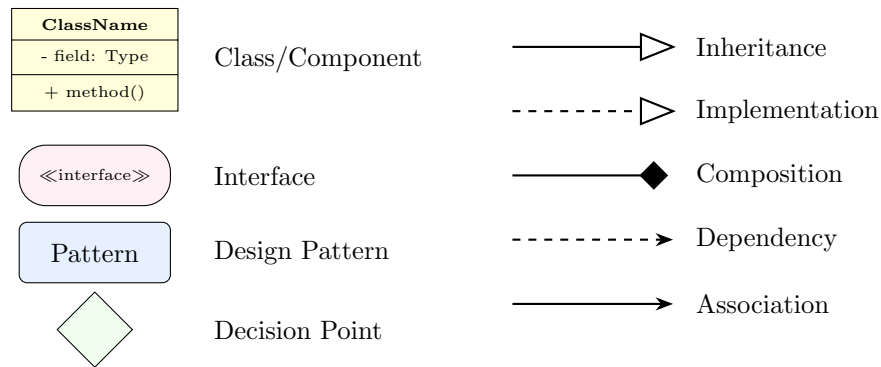 ClassName
- field: Type
+ method()
Class/Component
≪interface≫
Interface
Pattern
Design Pattern
Decision Point
Inheritance
Implementation
Composition
Dependency
Association